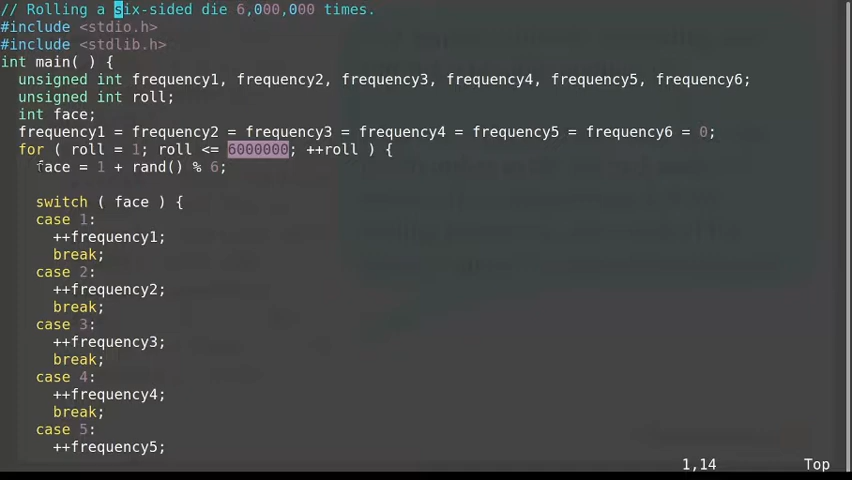 // Rolling a six-sided die 6,000,000 times.
#include <stdio.h>
#include <stdlib.h>
int main( ) {
unsigned int frequency1, frequency2, frequency3, frequency4, frequency5, frequency6;
unsigned int roll;
int face;
frequency1 = frequency2 = frequency3 = frequency4 = frequency5 = frequency6 = 0;
for ( roll = 1; roll <= 6000000; ++roll ) {
face = 1 + rand() % 6;
switch ( face ) {
case 1:
++frequency1;
break;
case 2:
++frequency2;
break;
case 3:
++frequency3;
break;
case 4:
++frequency4;
break;
case 5:
++frequency5;
1,14 Top